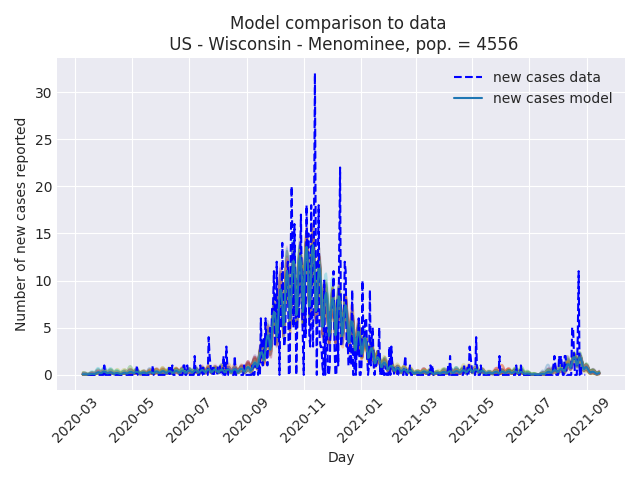 Model comparison to data
US - Wisconsin - Menominee, pop. = 4556
new cases data
new cases model
Number of new cases reported
30
25
20
15
10
5
0
2020-03
2020-05
2020-07
2020-09
2020-11
2021-01
2021-03
2021-05
2021-07
2021-09
Day